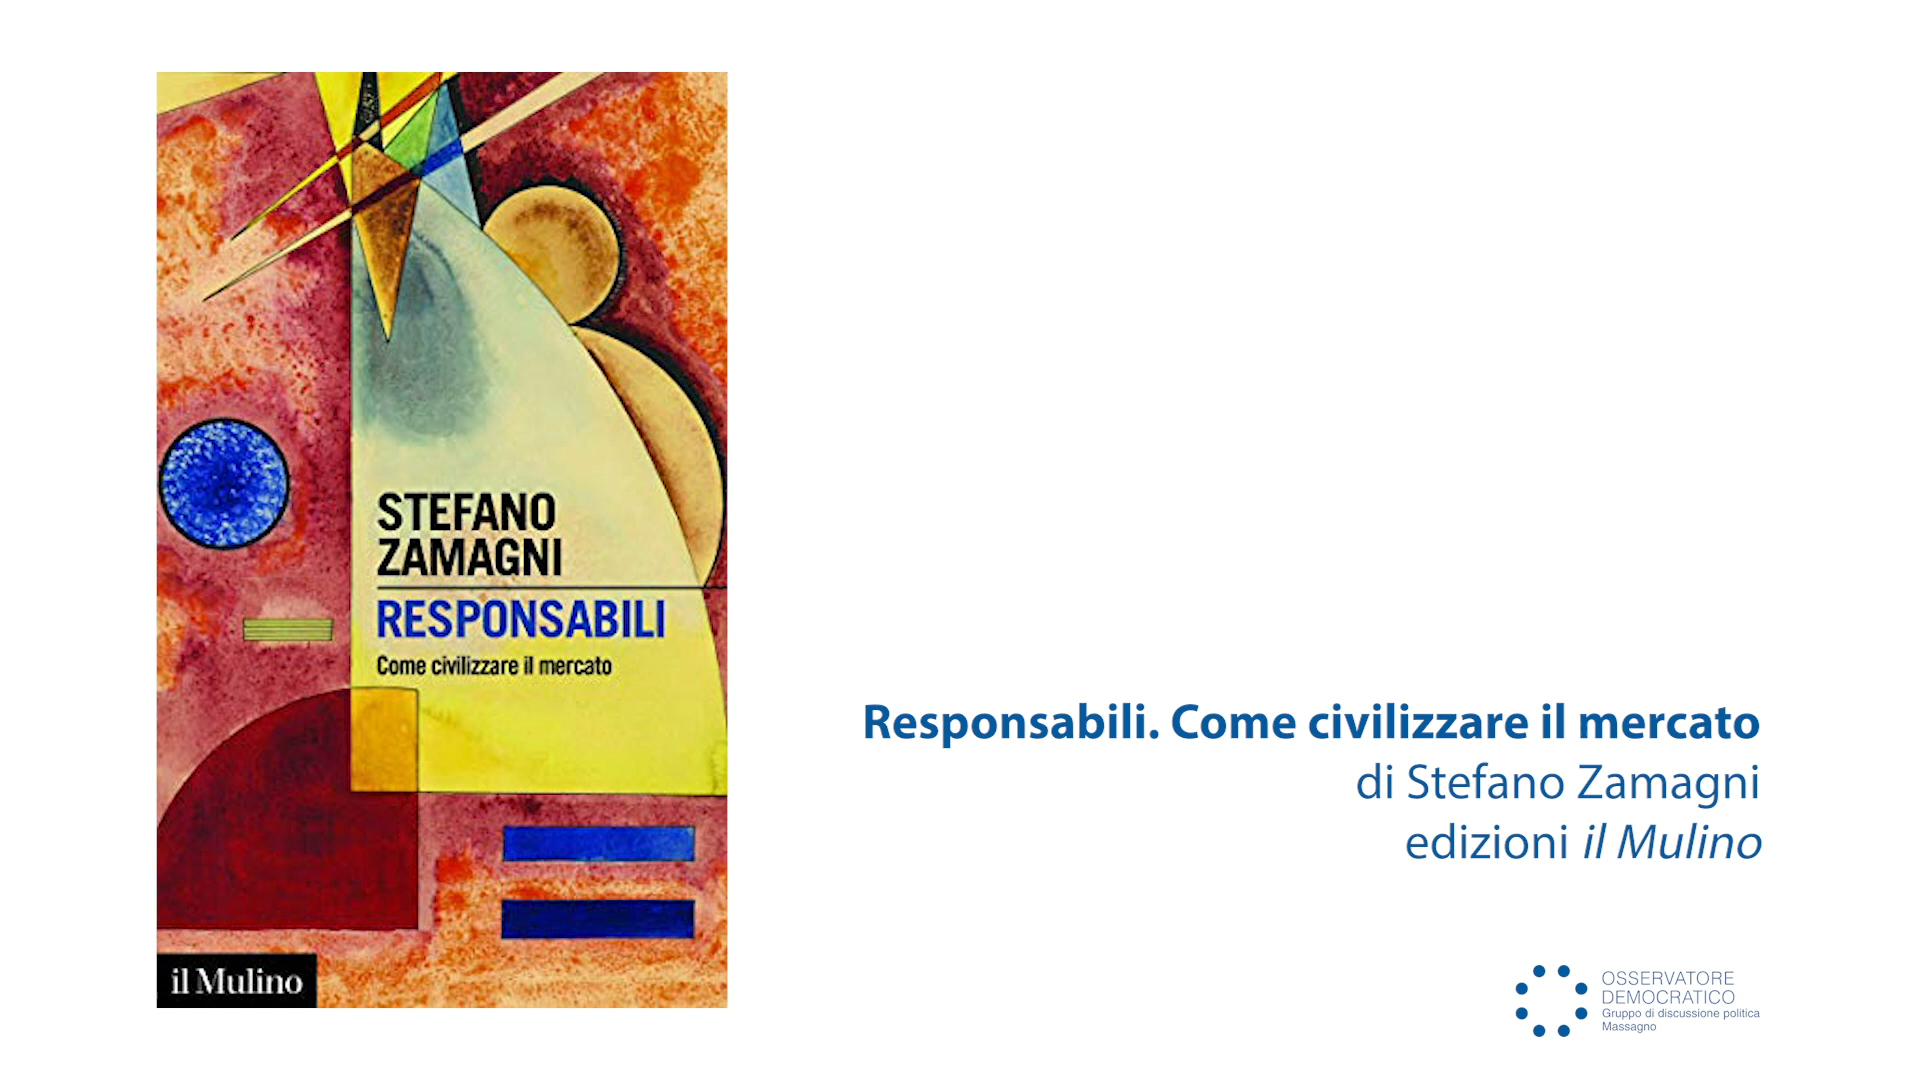 STEFANO
ZAMAGNI
RESPONSABILI
Come civilizzare il mercato
il Mulino
Responsabili. Come civilizzare il mercato
di Stefano Zamagni
edizioni il Mulino
OSSERVATORE
DEMOCRATICO
Gruppo di discussione politica
Massagno